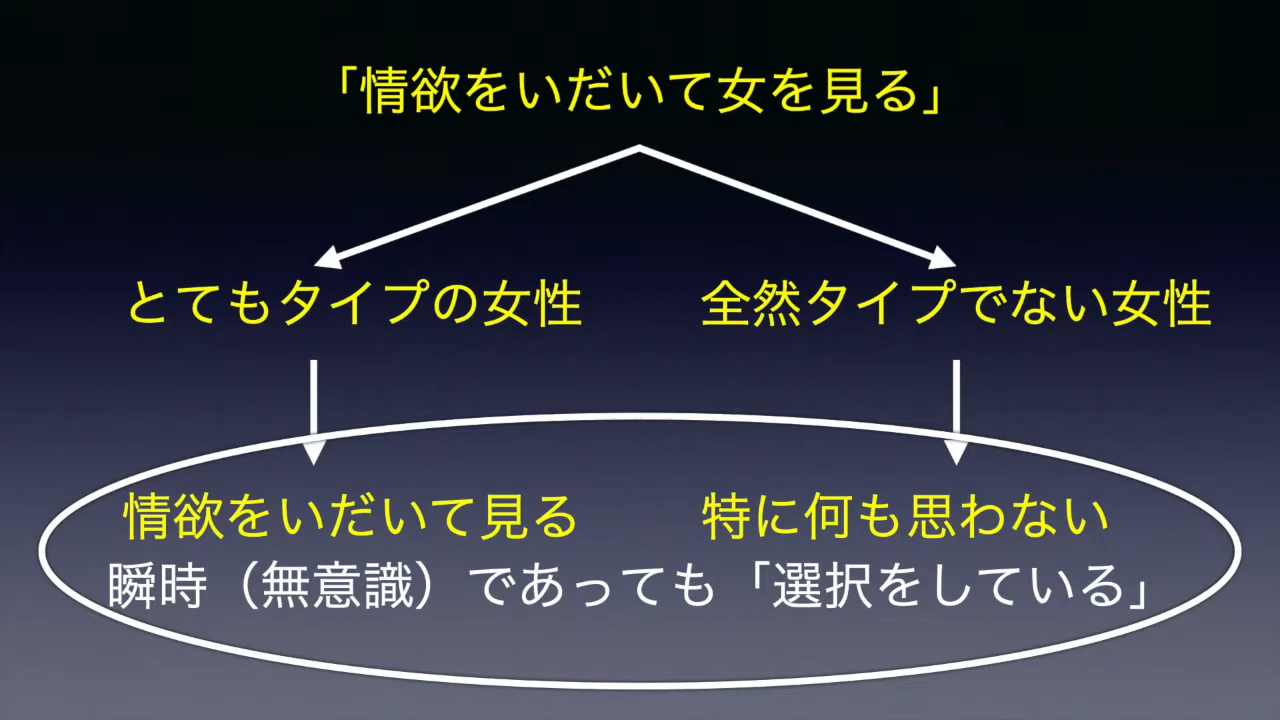 「情欲をいだいて女を見る」
とてもタイプの女性
全然タイプでない女性
情欲をいだいて見る
特に何も思わない
瞬時（無意識）であっても「選択をしている」